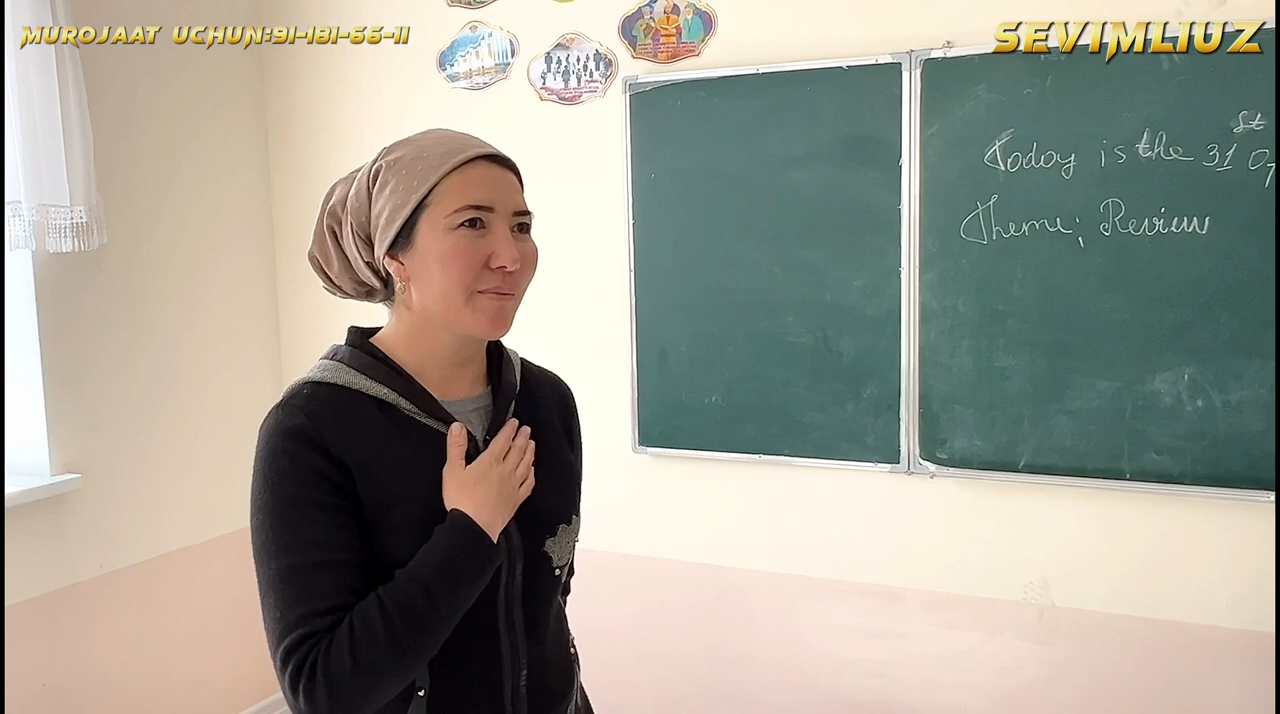 MUROJAAT UCHUN:91-181-66-11
SEVIMLIUZ
Today is the 31st
Theme: Review